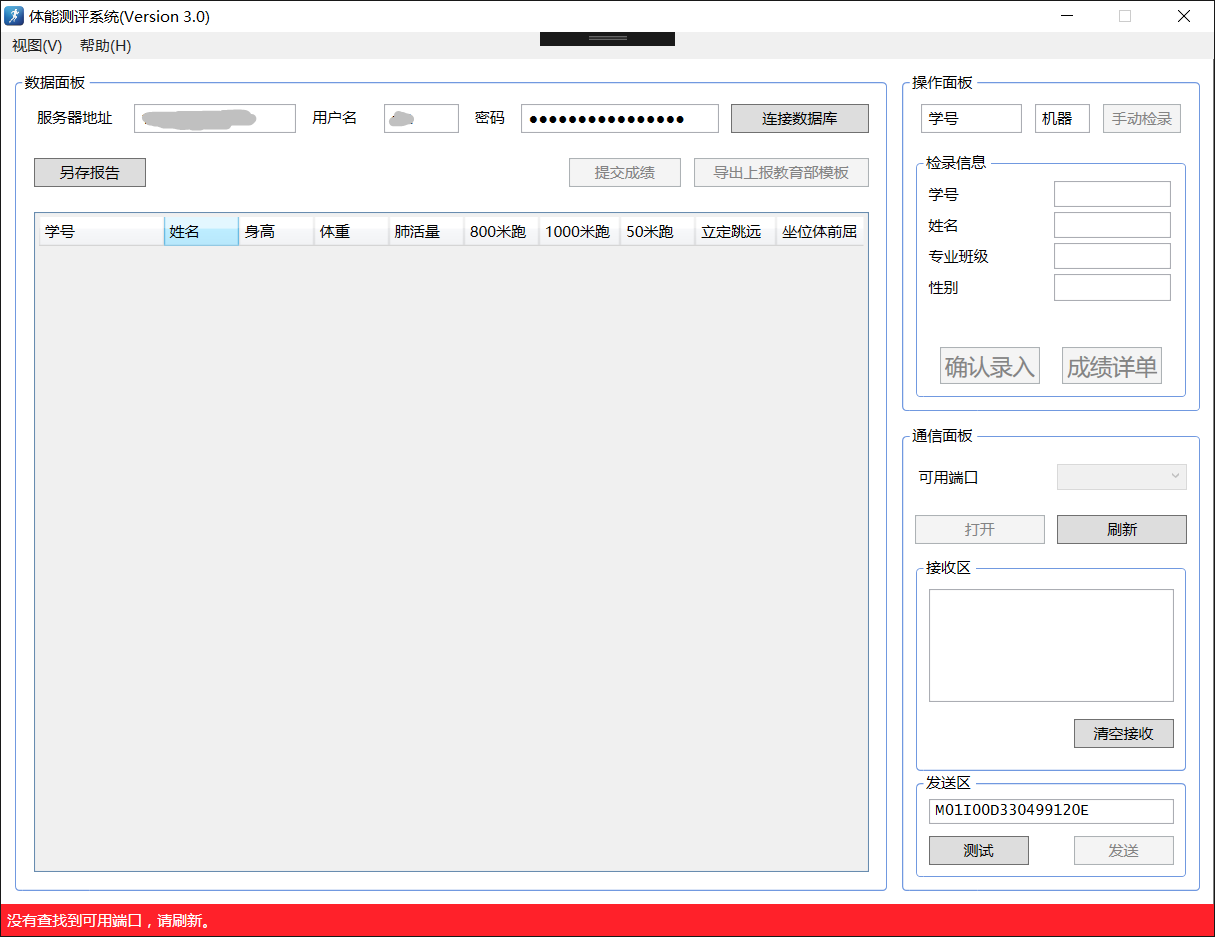 体能测评系统(Version 3.0)
视图(V) 帮助(H)
数据面板
服务器地址 用户名 密码 ●●●●●●●●●●●●●●●● 连接数据库
另存报告 提交成绩 导出上报教育部模板
学号 姓名 身高 体重 肺活量 800米跑 1000米跑 50米跑 立定跳远 坐位体前屈
操作面板
学号 机器 手动检录
检录信息
学号
姓名
专业班级
性别
确认录入 成绩详单
通信面板
可用端口
打开 刷新
接收区
清空接收
发送区
M01I00D330499120E
测试 发送
没有查找到可用端口，请刷新。